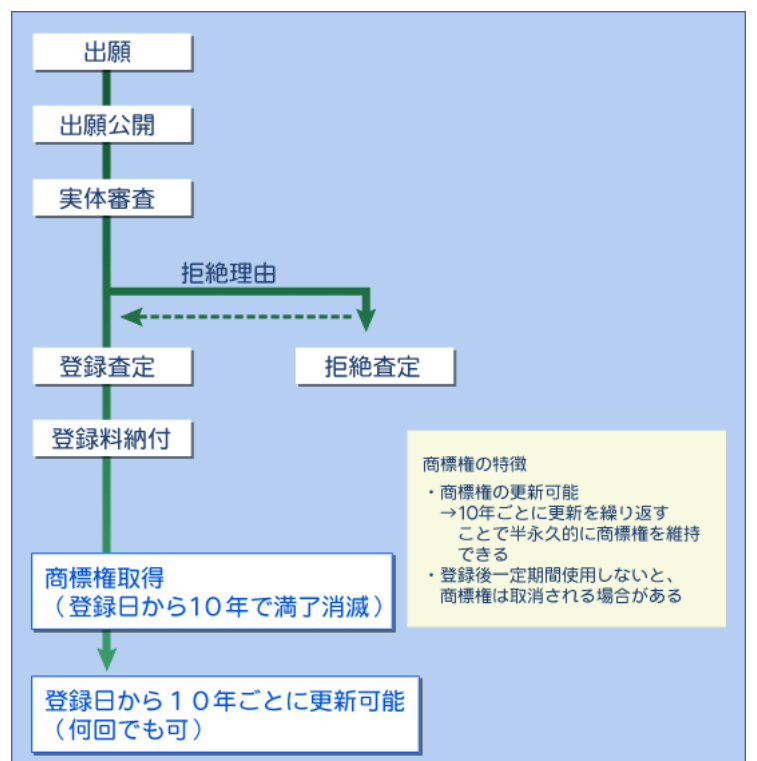 出願
出願公開
実体審査
拒絶理由
登録査定
拒絶査定
登録料納付
商標権の特徴
・商標権の更新可能
→10年ごとに更新を繰り返す
ことで半永久的に商標権を維持
できる
・登録後一定期間使用しないと、
商標権は取消される場合がある
商標権取得
（登録日から１０年で満了消滅）
登録日から１０年ごとに更新可能
（何回でも可）